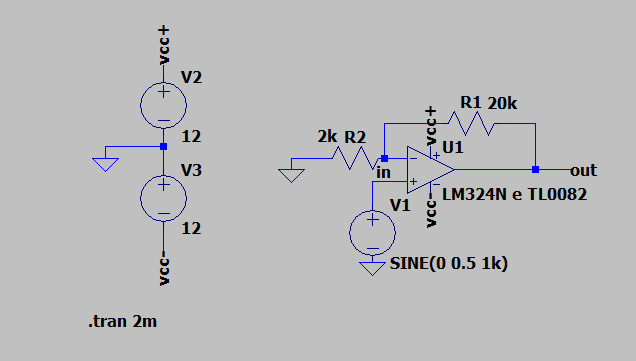 vcc+
V2
12
V3
12
vcc-
.tran 2m
R1 20k
vcc+
2k R2
U1
in
out
V1
vcc-
LM324N e TL0082
SINE(0 0.5 1k)